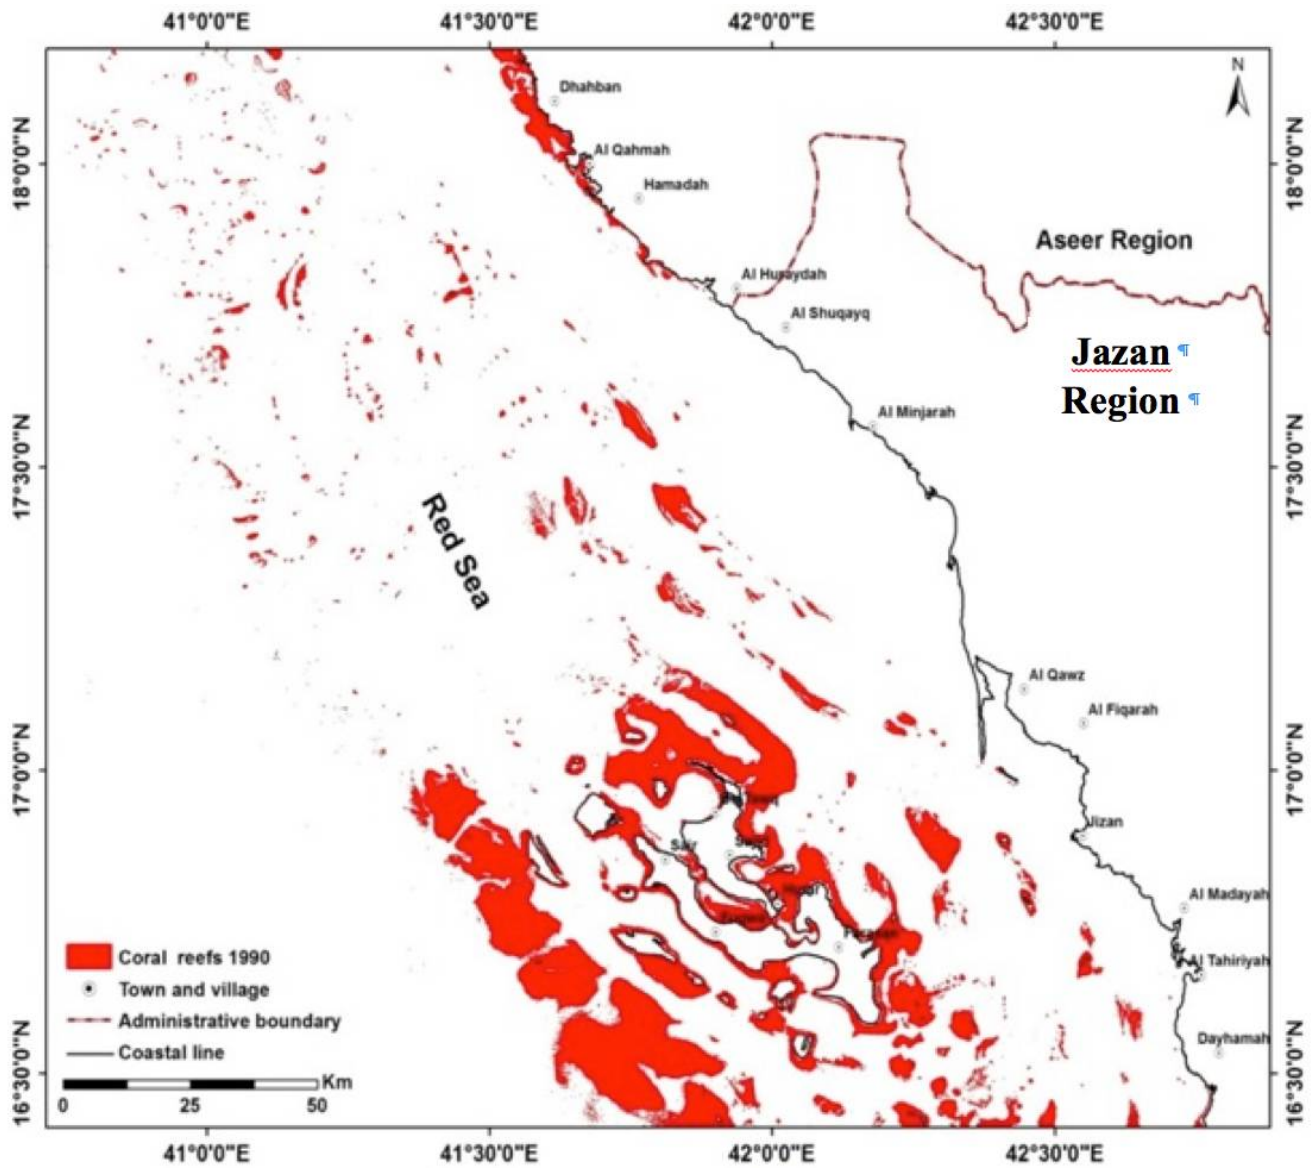 41°0'0"E 41°30'0"E 42°0'0"E 42°30'0"E
N
Dhahban
18°0'0"N
Al Qahmah
18°0'0"N
Hamadah
Aseer Region
Al Huraydah
Al Shuqayq
Jazan ¶
Region ¶
Al Minjarah
17°30'0"N
17°30'0"N
Red Sea
Al Qawz
Al Fiqarah
17°0'0"N
17°0'0"N
Jizan
Sair
Al Madayah
Coral reefs 1990
Al Tahiriyah
Town and village
Administrative boundary
Dayhamah
Coastal line
16°30'0"N
16°30'0"N
Km
0 25 50
41°0'0"E 41°30'0"E 42°0'0"E 42°30'0"E